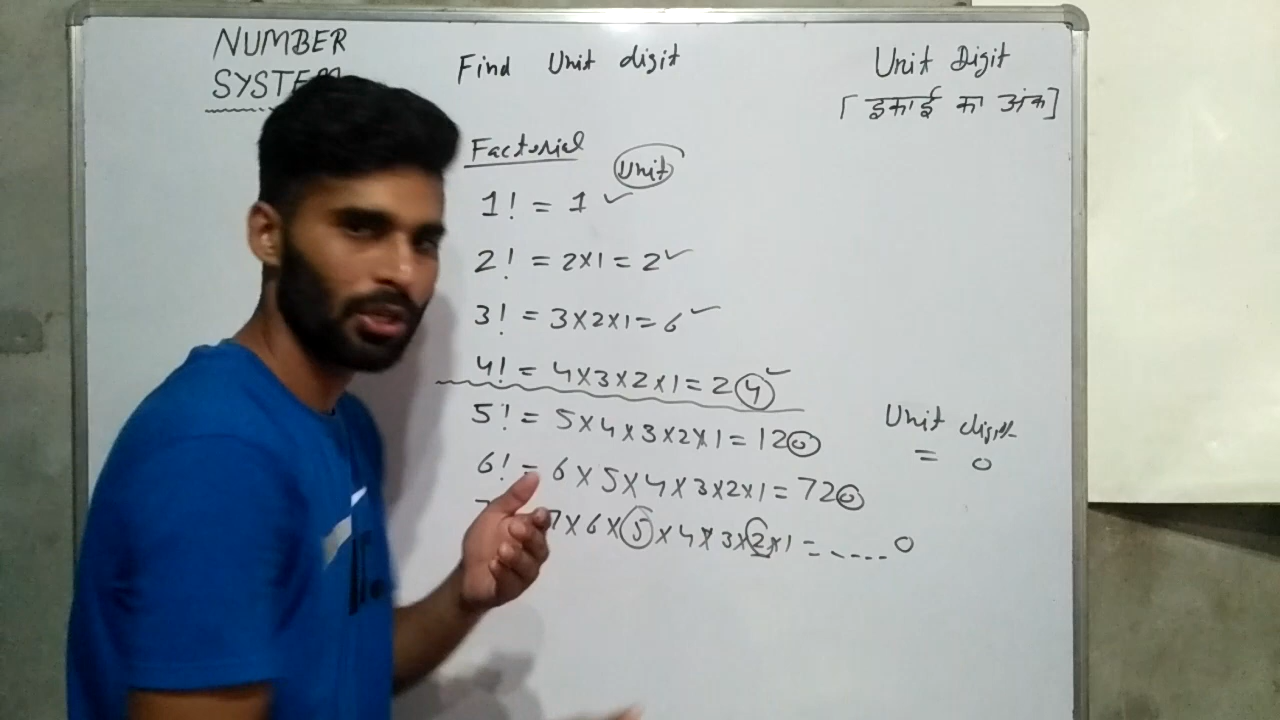 NUMBER
SYSTEM
Find Unit digit
Unit Digit
[इकाई का अंक]
Factorial
Unit
1! = 1 ✓
2! = 2×1 = 2 ✓
3! = 3×2×1 = 6 ✓
4! = 4×3×2×1 = 24 ✓
5! = 5×4×3×2×1 = 120
6! = 6×5×4×3×2×1 = 720
7×6×5×4×3×2×1 = .....0
Unit digit
= 0